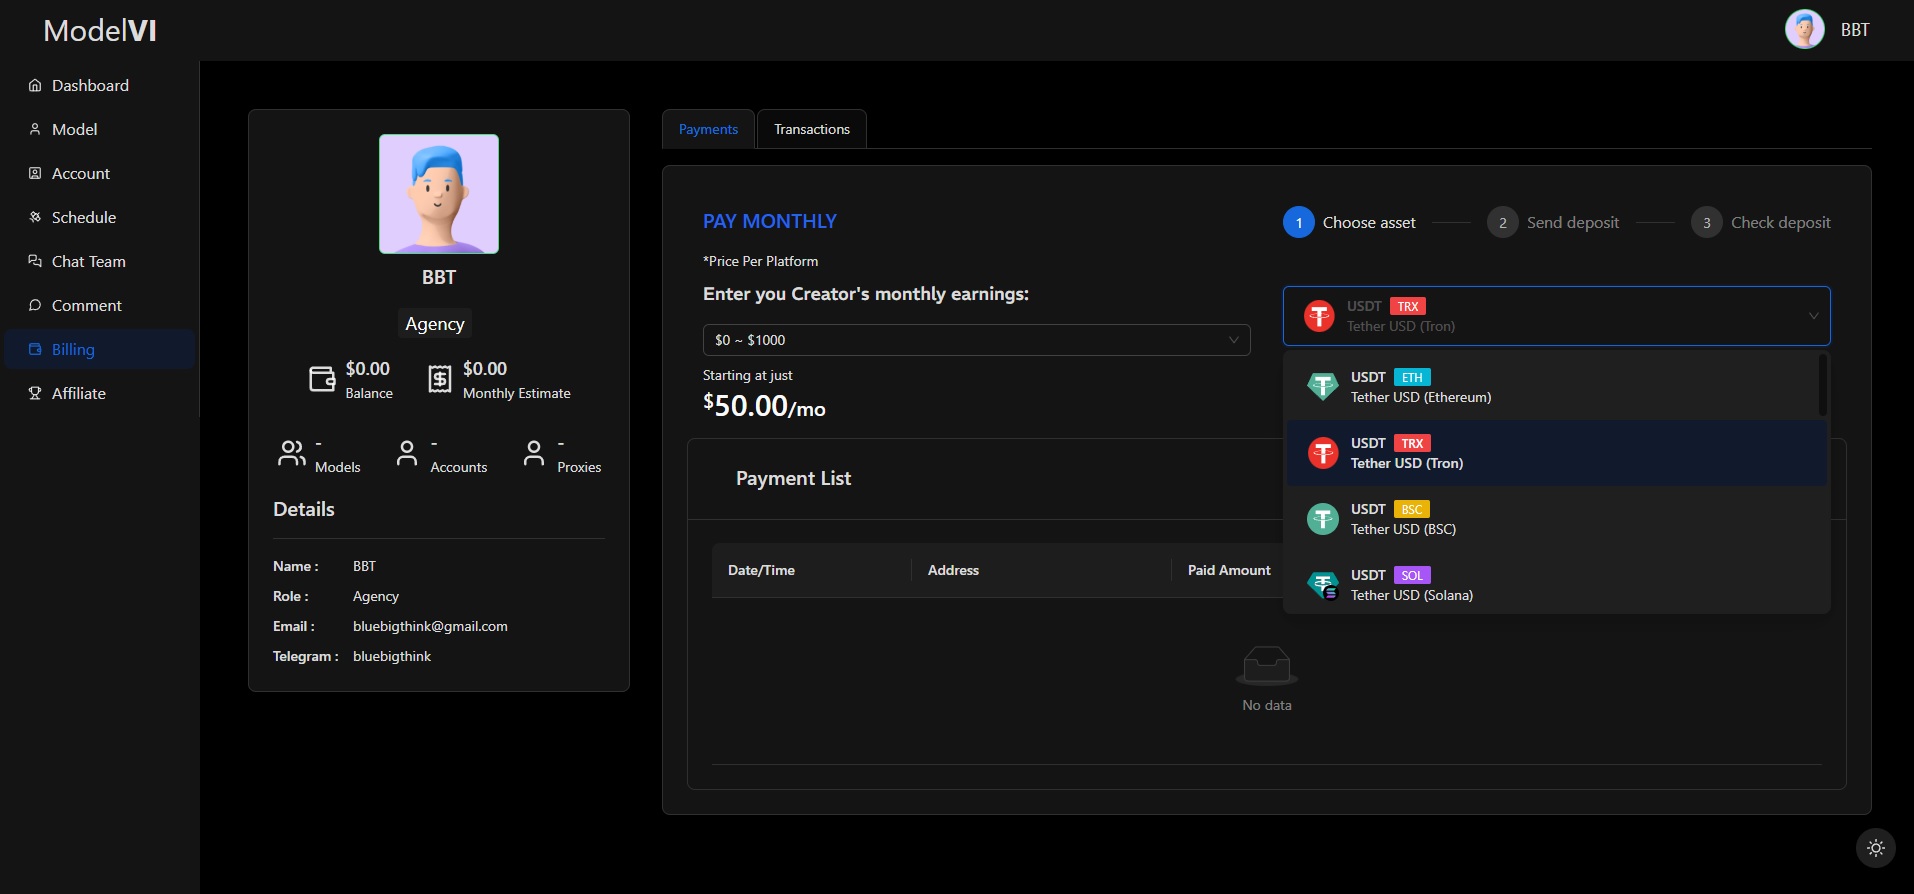 ModelVI
BBT
Dashboard
Model
Account
Schedule
Chat Team
Comment
Billing
Affiliate
BBT
Agency
$0.00
Balance
$0.00
Monthly Estimate
-
Models
-
Accounts
-
Proxies
Details
Name : BBT
Role : Agency
Email : bluebigthink@gmail.com
Telegram : bluebigthink
Payments
Transactions
PAY MONTHLY
*Price Per Platform
Enter you Creator's monthly earnings:
$0 ~ $1000
Starting at just
$50.00/mo
1 Choose asset
2 Send deposit
3 Check deposit
USDT TRX
Tether USD (Tron)
USDT ETH
Tether USD (Ethereum)
USDT TRX
Tether USD (Tron)
USDT BSC
Tether USD (BSC)
USDT SOL
Tether USD (Solana)
Payment List
Date/Time Address Paid Amount
No data